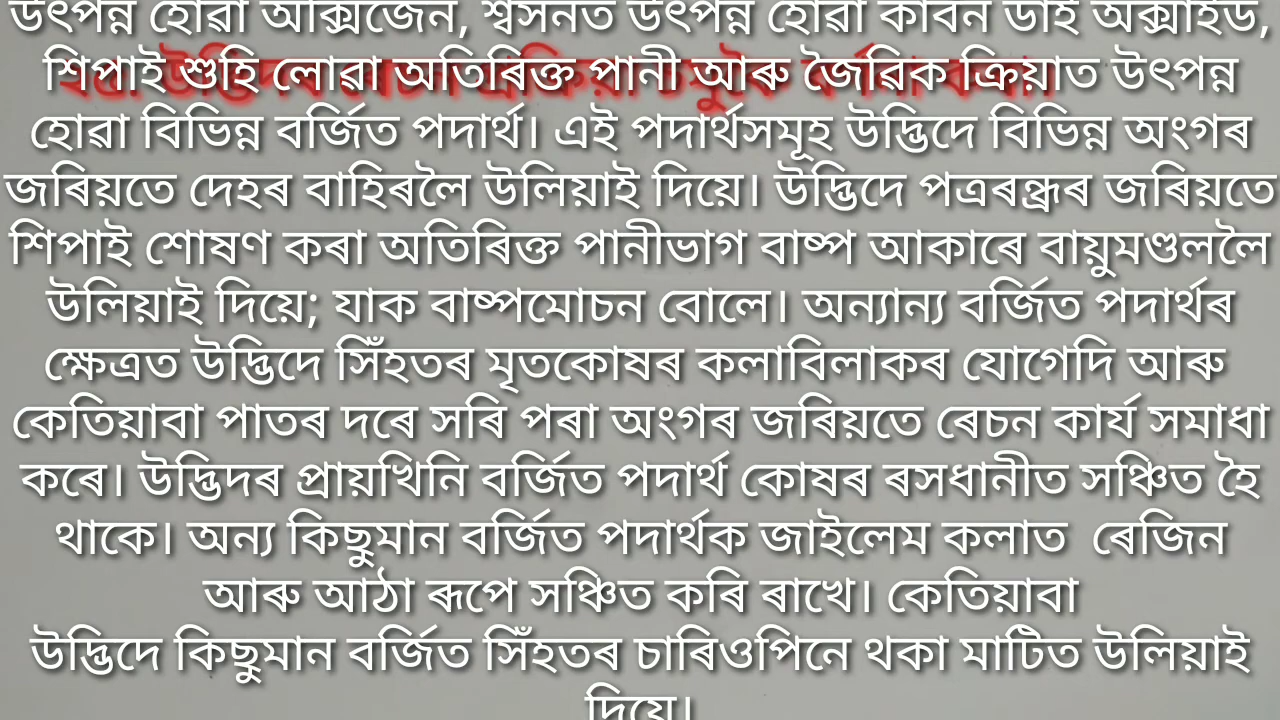 উৎপন্ন হোৱা অক্সিজেন, শ্বসনত উৎপন্ন হোৱা কাৰ্বন ডাই অক্সাইড,
শিপাই শুহি লোৱা অতিৰিক্ত পানী আৰু জৈৱিক ক্ৰিয়াত উৎপন্ন
হোৱা বিভিন্ন বৰ্জিত পদাৰ্থ। এই পদাৰ্থসমূহ উদ্ভিদে বিভিন্ন অংগৰ
জৰিয়তে দেহৰ বাহিৰলৈ উলিয়াই দিয়ে। উদ্ভিদে পত্ৰৰন্ধ্ৰৰ জৰিয়তে
শিপাই শোষণ কৰা অতিৰিক্ত পানীভাগ বাষ্প আকাৰে বায়ুমণ্ডললৈ
উলিয়াই দিয়ে; যাক বাষ্পমোচন বোলে। অন্যান্য বৰ্জিত পদাৰ্থৰ
ক্ষেত্ৰত উদ্ভিদে সিঁহতৰ মৃতকোষৰ কলাবিলাকৰ যোগেদি আৰু
কেতিয়াবা পাতৰ দৰে সৰি পৰা অংগৰ জৰিয়তে ৰেচন কাৰ্য সমাধা
কৰে। উদ্ভিদৰ প্ৰায়খিনি বৰ্জিত পদাৰ্থ কোষৰ ৰসধানীত সঞ্চিত হৈ
থাকে। অন্য কিছুমান বৰ্জিত পদাৰ্থক জাইলেম কলাত ৰেজিন
আৰু আঠা ৰূপে সঞ্চিত কৰি ৰাখে। কেতিয়াবা
উদ্ভিদে কিছুমান বৰ্জিত সিঁহতৰ চাৰিওপিনে থকা মাটিত উলিয়াই
দিয়ে।